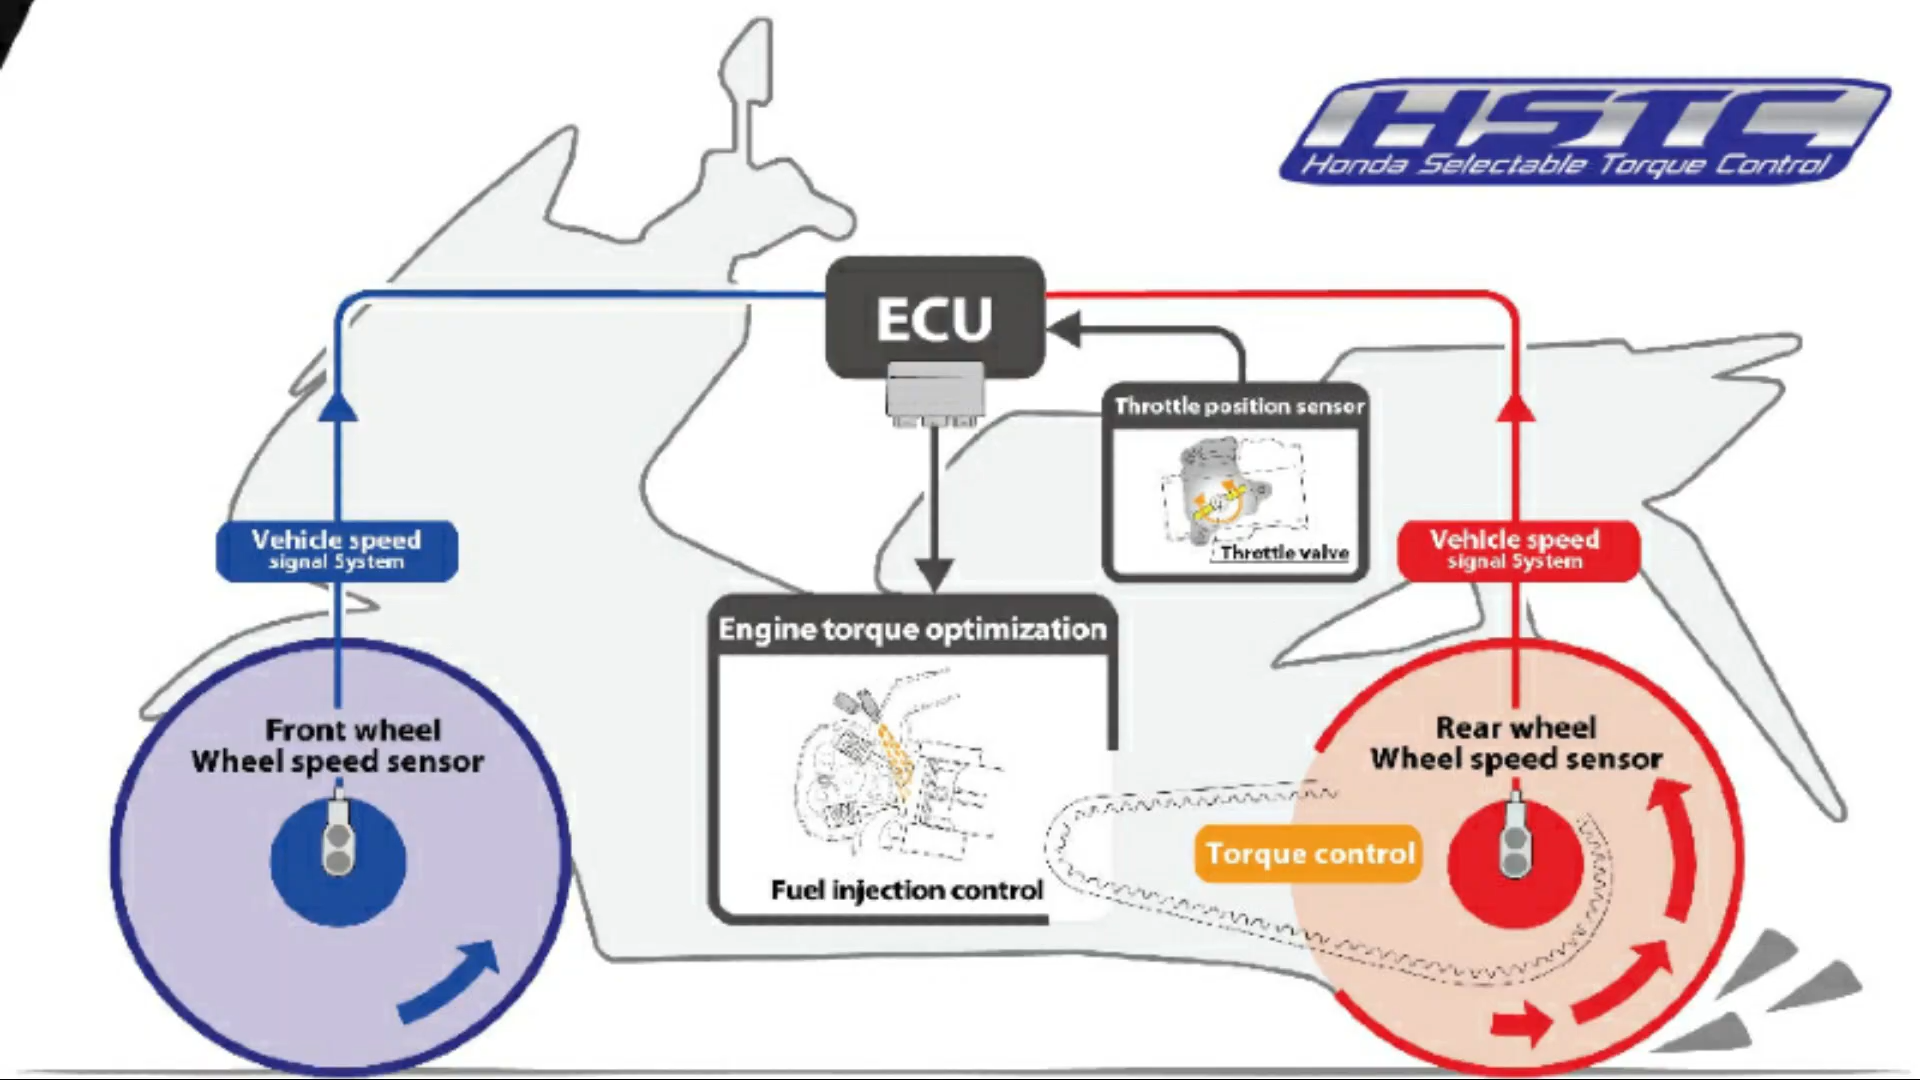 HSTC
Honda Selectable Torque Control
ECU
Throttle position sensor
Throttle valve
Vehicle speed
signal System
Vehicle speed
signal System
Engine torque optimization
Fuel injection control
Front wheel
Wheel speed sensor
Rear wheel
Wheel speed sensor
Torque control